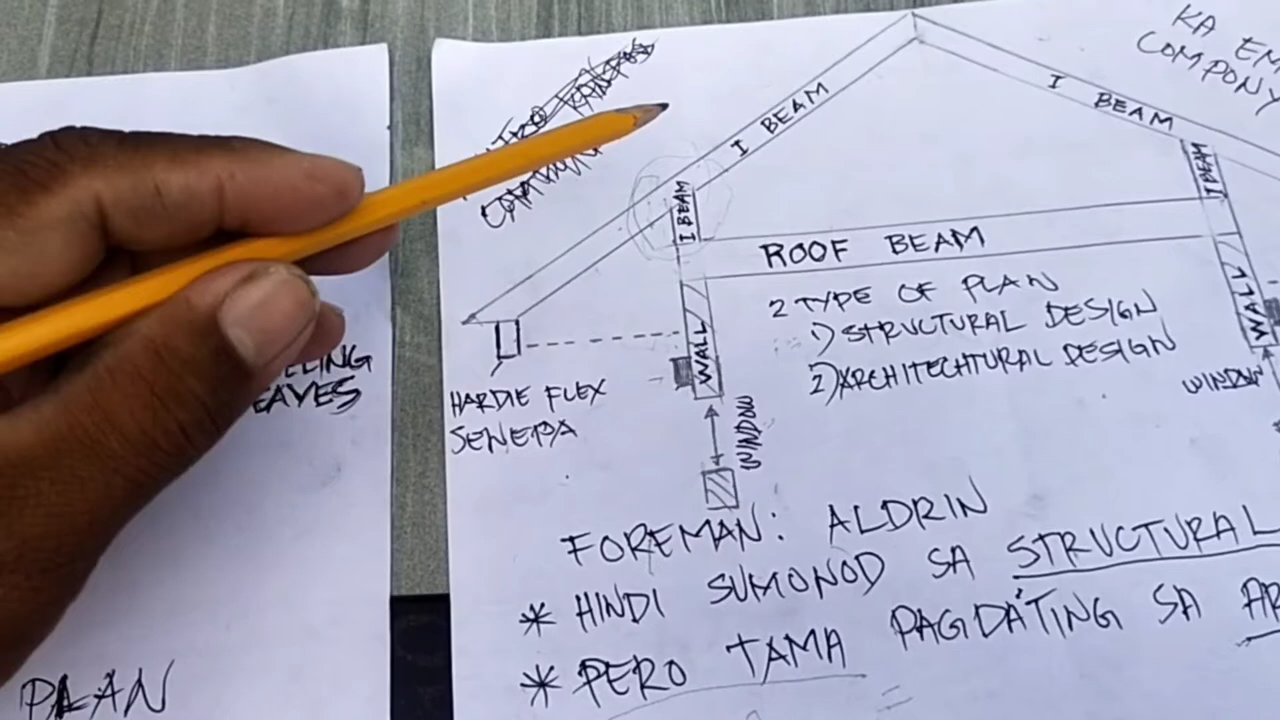 KA EM
COMPONY
I BEAM
I BEAM
I BEAM
I BEAM
ROOF BEAM
2 TYPE OF PLAN
1) STRUCTURAL DESIGN
2) ARCHITECHTURAL DESIGN
WALL
WALL
WINDOW
WINDOW
HARDIE FLEX
SENEPA
FOREMAN: ALDRIN
* HINDI SUMONOD SA STRUCTURAL
* PERO TAMA PAGDATING SA AR
EAVES
PLAN